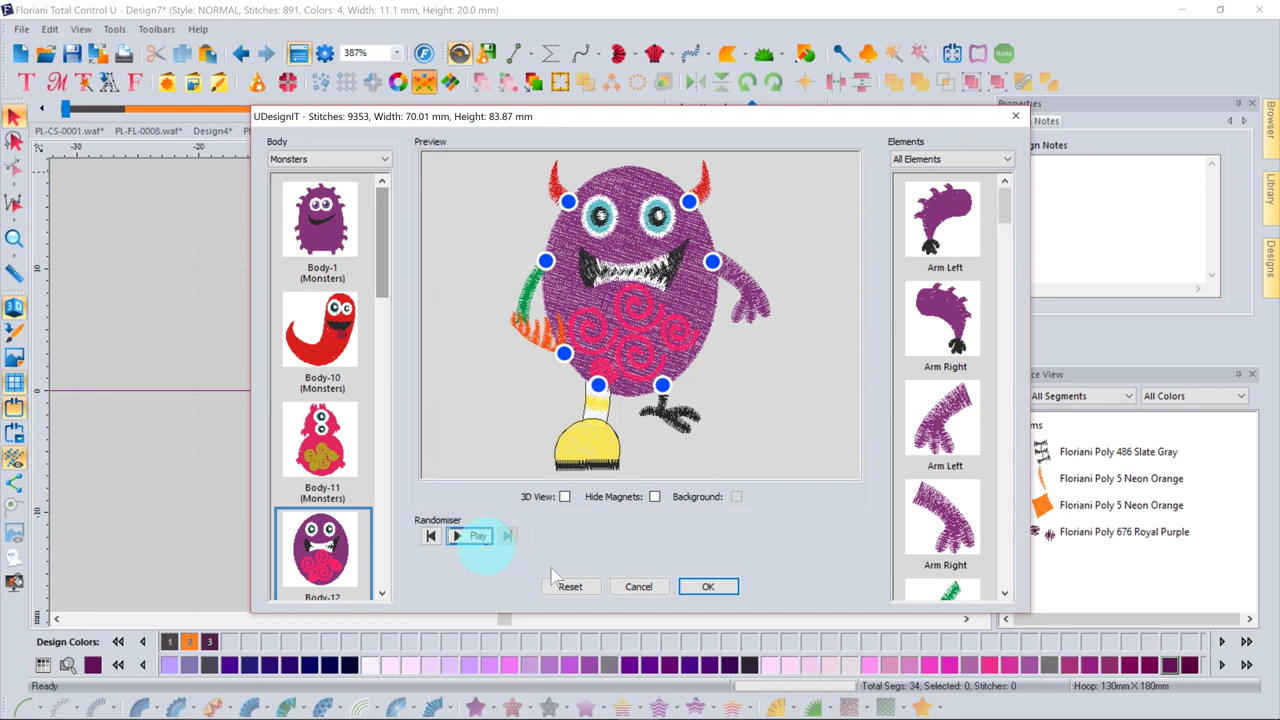 Floriani Total Control U - Design7* (Style: NORMAL, Stitches: 891, Colors: 4, Width: 11.1 mm, Height: 20.0 mm)
File Edit View Tools Toolbars Help
387%
PL-CS-0001.waf* PL-FL-0008.waf* Design4*
Properties
UDesignIT - Stitches: 9353, Width: 70.01 mm, Height: 83.87 mm
Body Preview Elements
Monsters All Elements
Notes
Browser
Library
Designs
-30 -20
10
0
-10
mm
Body-1
(Monsters)
Body-10
(Monsters)
Body-11
(Monsters)
Body-12
Arm Left
Arm Right
Arm Left
Arm Right
3D View: Hide Magnets: Background:
Randomiser
Play
Reset Cancel OK
All Segments All Colors
Floriani Poly 486 Slate Gray
Floriani Poly 5 Neon Orange
Floriani Poly 5 Neon Orange
Floriani Poly 676 Royal Purple
Design Colors: 1 2 3
Ready Total Segs: 34, Selected: 0, Stitches: 0 Hoop: 130mm X 180mm